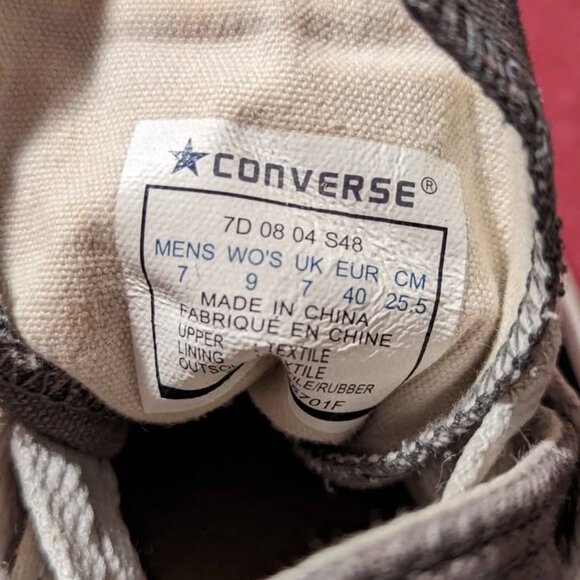 CONVERSE®
7D 08 04 S48
MENS WO'S UK EUR CM
7 9 7 40 25.5
MADE IN CHINA
FABRIQUÉ EN CHINE
UPPER TEXTILE
LINING TEXTILE
/RUBBER